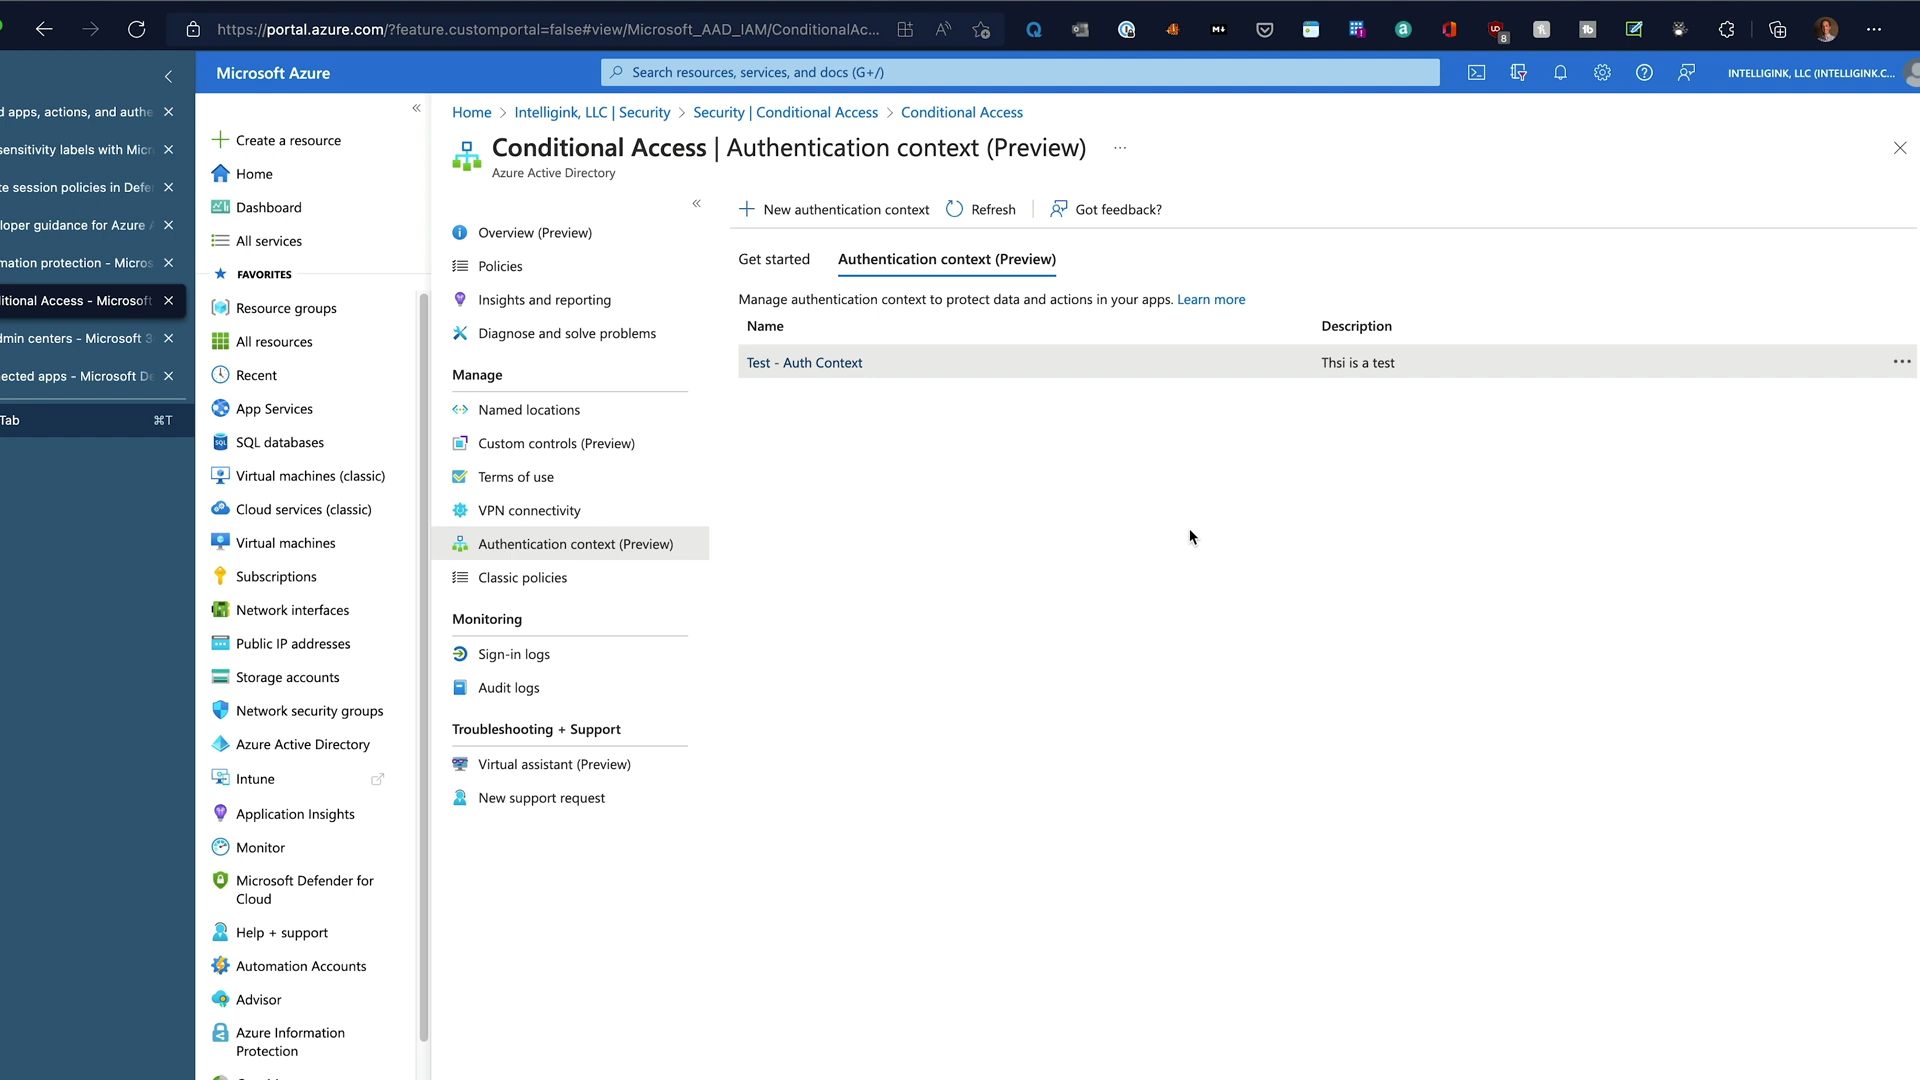 https://portal.azure.com/?feature.customportal=false#view/Microsoft_AAD_IAM/ConditionalAc...
8
Microsoft Azure
Search resources, services, and docs (G+/)
INTELLIGINK, LLC (INTELLIGINK.C...
d apps, actions, and authe
sensitivity labels with Micr
te session policies in Defe
loper guidance for Azure A
mation protection - Micros
itional Access - Microsoft
dmin centers - Microsoft 3
ected apps - Microsoft De
Tab ⌘T
Create a resource
Home
Dashboard
All services
FAVORITES
Resource groups
All resources
Recent
App Services
SQL databases
Virtual machines (classic)
Cloud services (classic)
Virtual machines
Subscriptions
Network interfaces
Public IP addresses
Storage accounts
Network security groups
Azure Active Directory
Intune
Application Insights
Monitor
Microsoft Defender for
Cloud
Help + support
Automation Accounts
Advisor
Azure Information
Protection
Home > Intelligink, LLC | Security > Security | Conditional Access > Conditional Access
Conditional Access | Authentication context (Preview) ...
Azure Active Directory
Overview (Preview)
Policies
Insights and reporting
Diagnose and solve problems
Manage
Named locations
Custom controls (Preview)
Terms of use
VPN connectivity
Authentication context (Preview)
Classic policies
Monitoring
Sign-in logs
Audit logs
Troubleshooting + Support
Virtual assistant (Preview)
New support request
New authentication context Refresh Got feedback?
Get started Authentication context (Preview)
Manage authentication context to protect data and actions in your apps. Learn more
Name Description
Test - Auth Context Thsi is a test